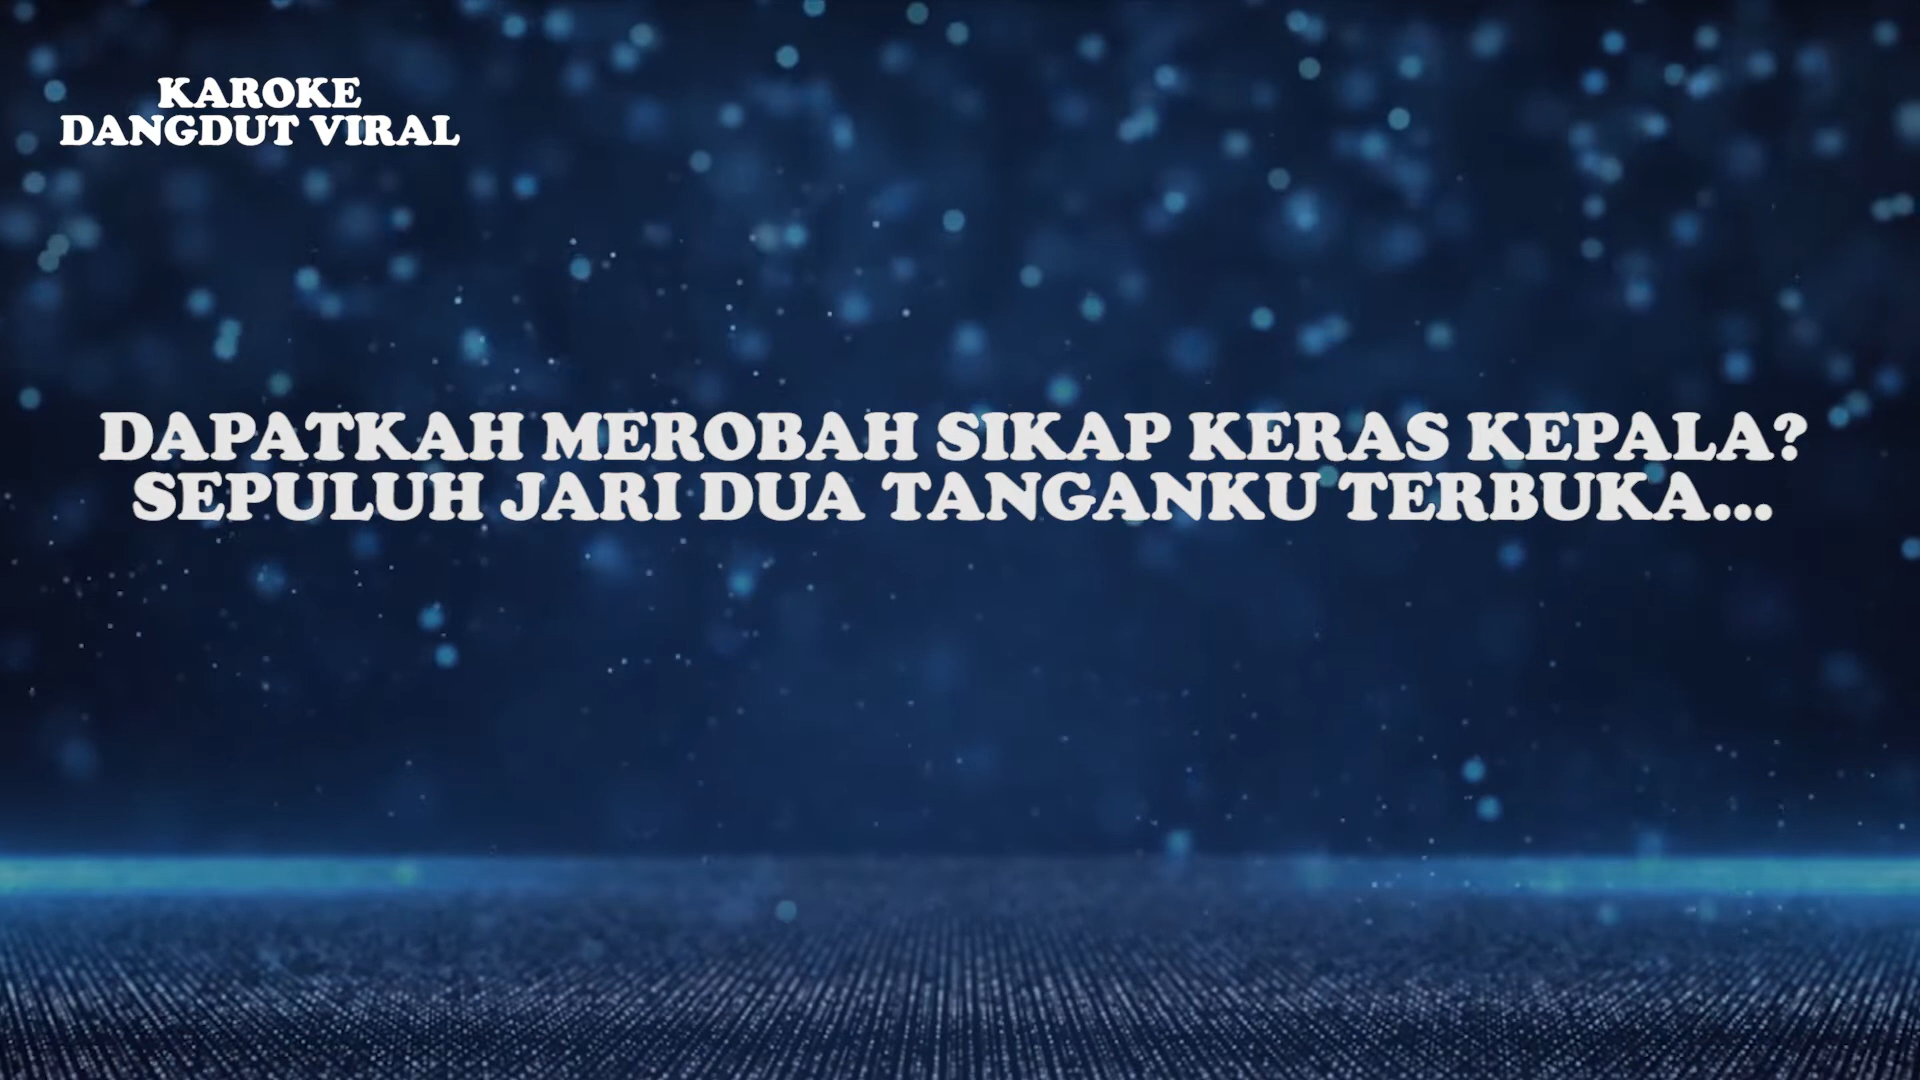 KAROKE
DANGDUT VIRAL
DAPATKAH MEROBAH SIKAP KERAS KEPALA?
SEPULUH JARI DUA TANGANKU TERBUKA...